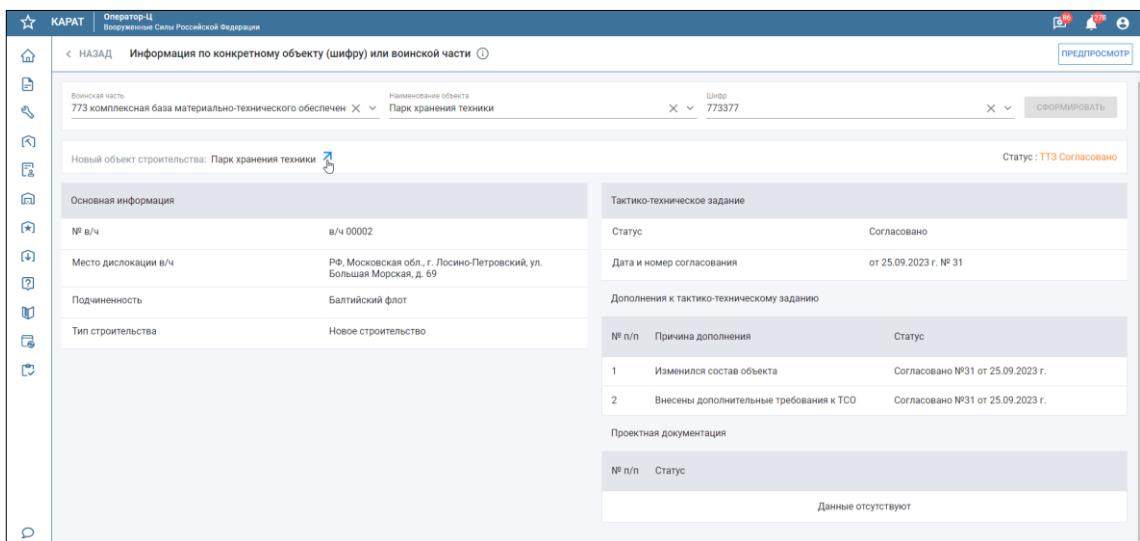 КАРАТ
Оператор-Ц
Вооруженные Силы Российской Федерации
86
278
НАЗАД
Информация по конкретному объекту (шифру) или воинской части
ПРЕДПРОСМОТР
Воинская часть
Наименование объекта
Шифр
773 комплексная база материально-технического обеспечен
Парк хранения техники
773377
СФОРМИРОВАТЬ
Новый объект строительства: Парк хранения техники
Статус : ТТЗ Согласовано
Основная информация
№ в/ч
в/ч 00002
Место дислокации в/ч
РФ, Московская обл., г. Лосино-Петровский, ул.
Большая Морская, д. 69
Подчиненность
Балтийский флот
Тип строительства
Новое строительство
Тактико-техническое задание
Статус
Согласовано
Дата и номер согласования
от 25.09.2023 г. № 31
Дополнения к тактико-техническому заданию
№ п/п Причина дополнения Статус
1 Изменился состав объекта Согласовано №31 от 25.09.2023 г.
2 Внесены дополнительные требования к ТСО Согласовано №31 от 25.09.2023 г.
Проектная документация
№ п/п Статус
Данные отсутствуют